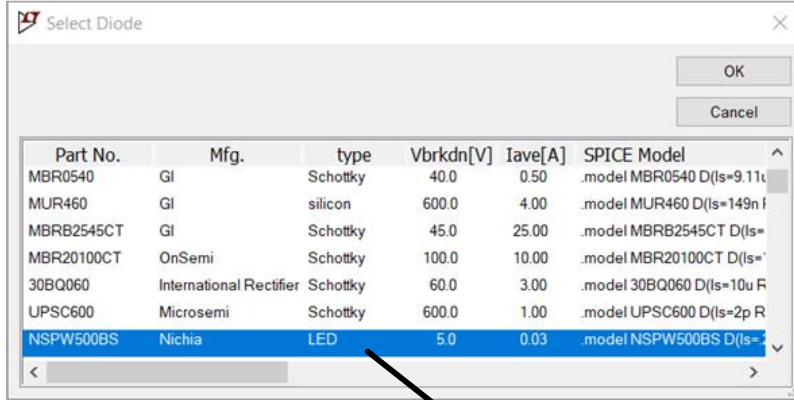 Select Diode
OK
Cancel
Part No. Mfg. type Vbrkdn[V] Iave[A] SPICE Model
MBR0540 GI Schottky 40.0 0.50 .model MBR0540 D(Is=9.11u
MUR460 GI silicon 600.0 4.00 .model MUR460 D(Is=149n
MBRB2545CT GI Schottky 45.0 25.00 .model MBRB2545CT D(Is=
MBR20100CT OnSemi Schottky 100.0 10.00 .model MBR20100CT D(Is=
30BQ060 International Rectifier Schottky 60.0 3.00 .model 30BQ060 D(Is=10u R
UPSC600 Microsemi Schottky 600.0 1.00 .model UPSC600 D(Is=2p R
NSPW500BS Nichia LED 5.0 0.03 .model NSPW500BS D(Is=.2